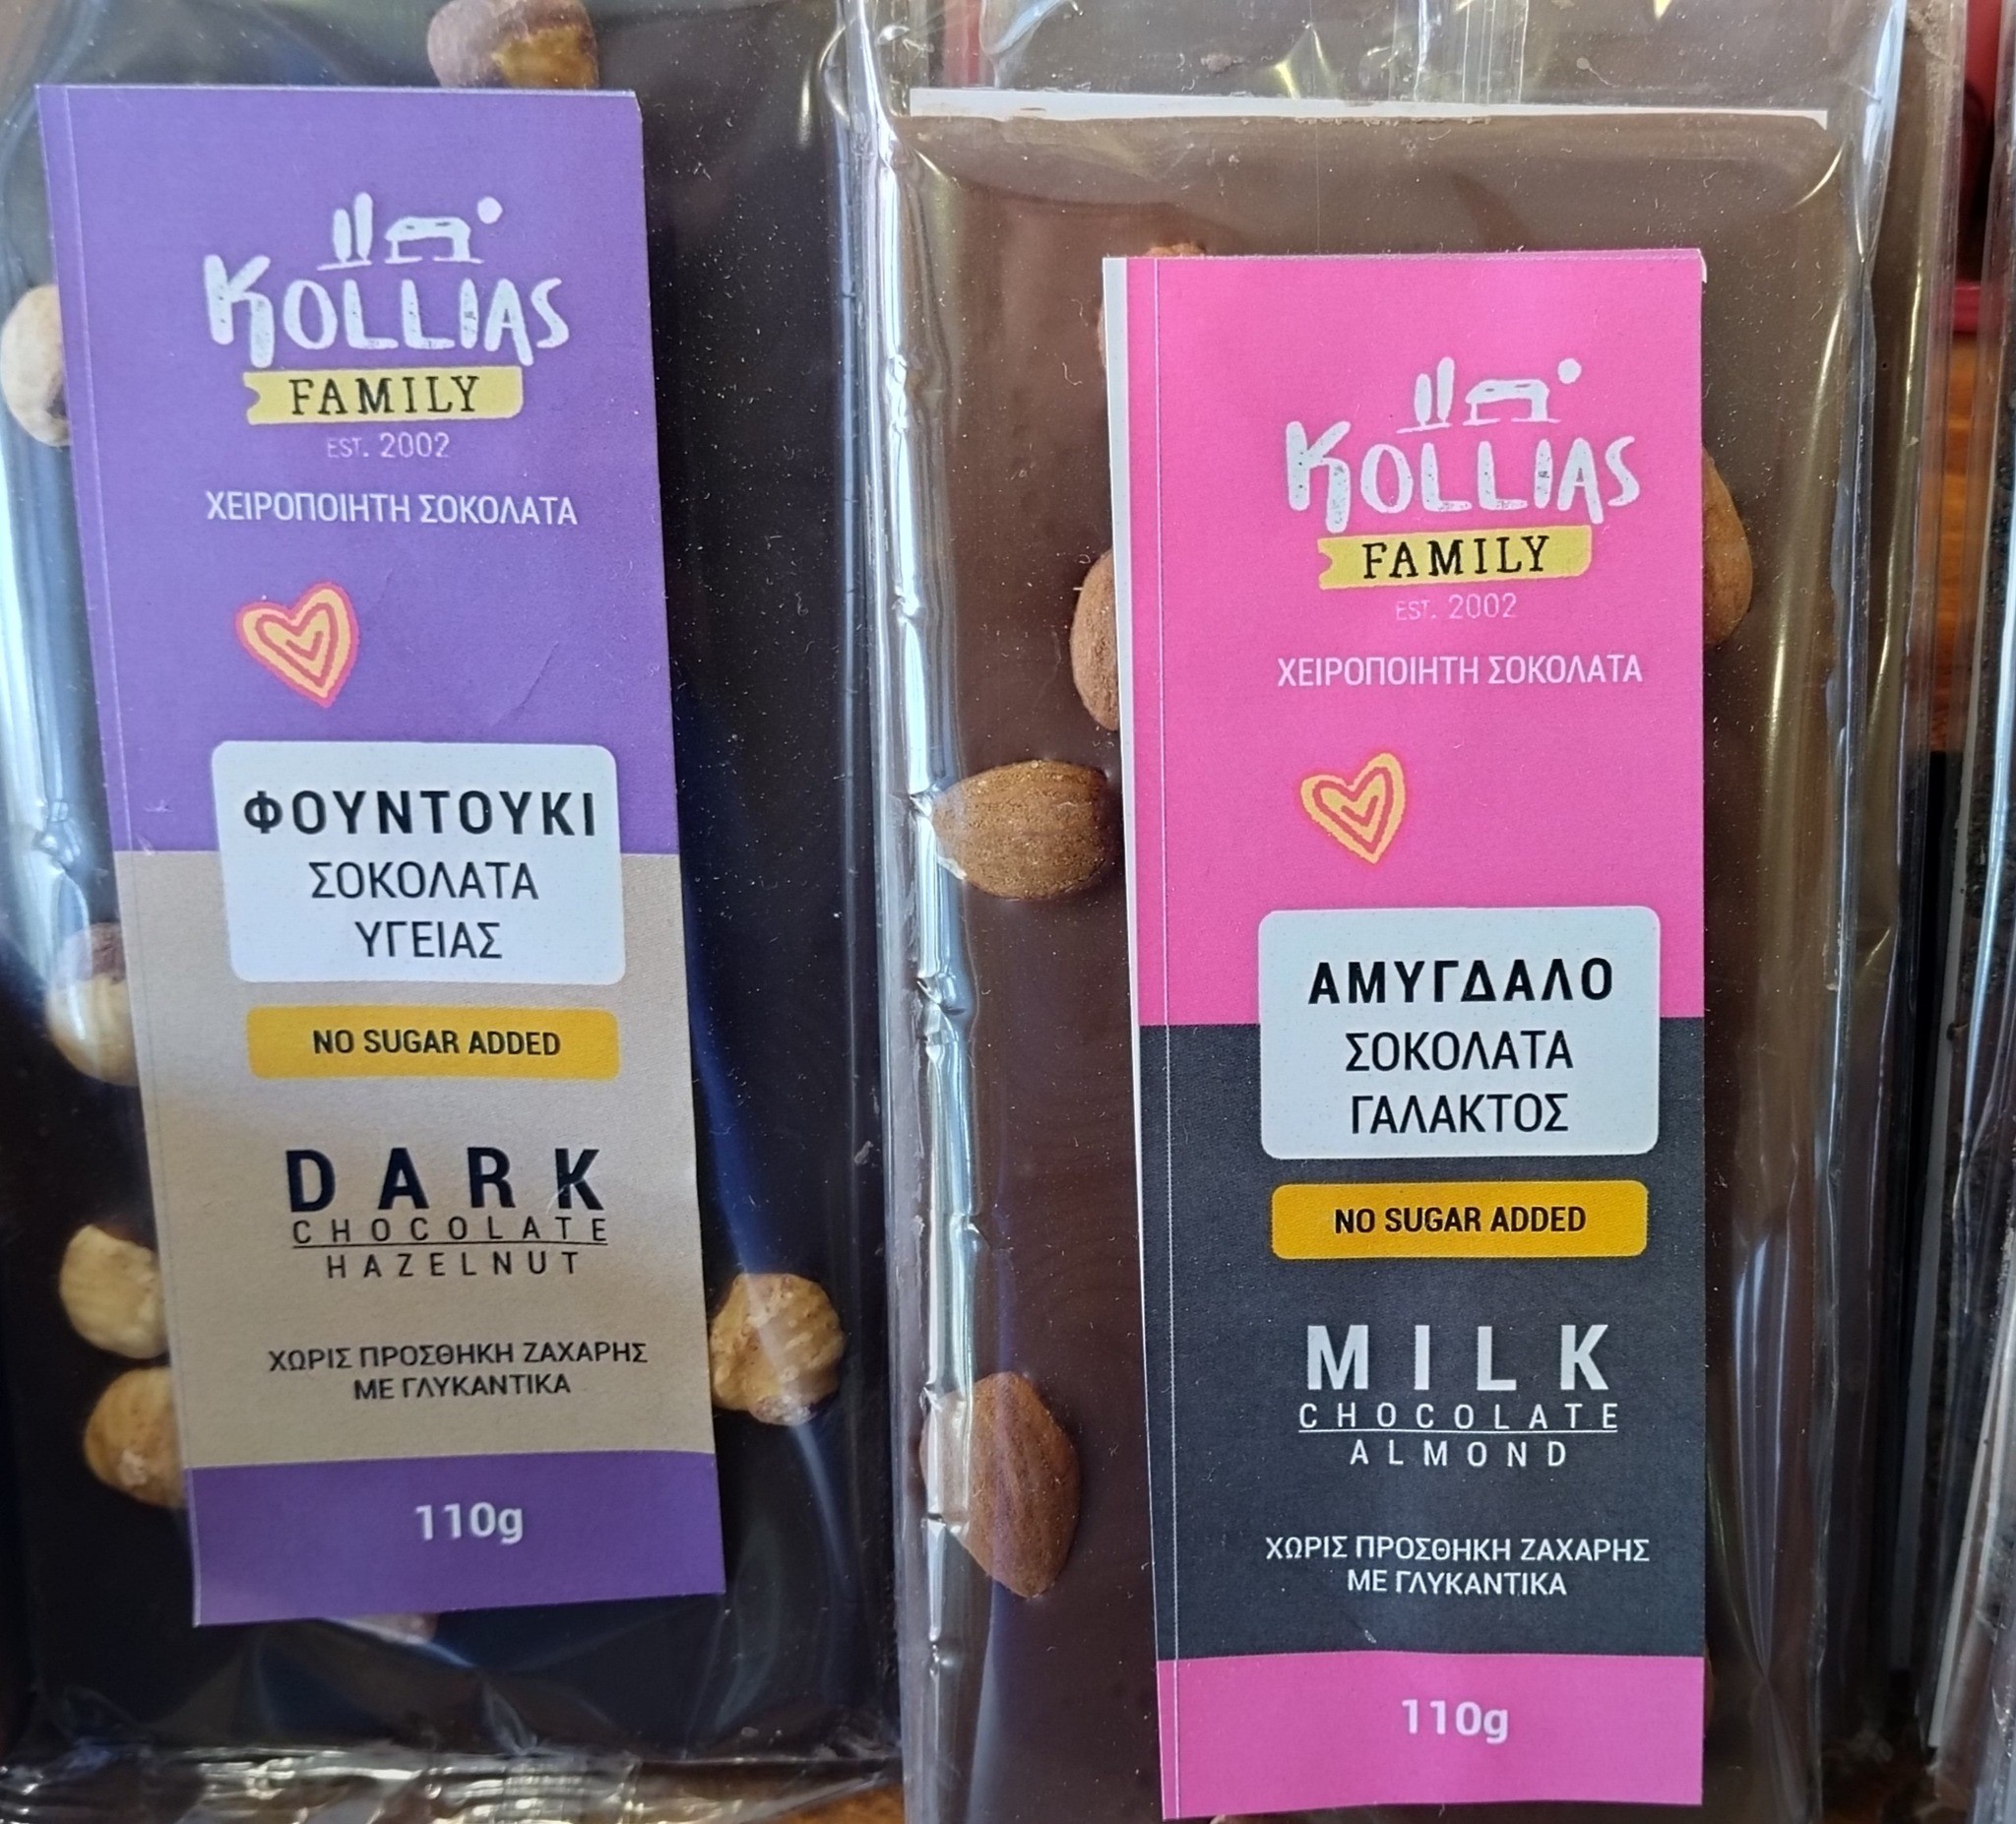 KOLLIAS
FAMILY
EST. 2002
ΧΕΙΡΟΠΟΙΗΤΗ ΣΟΚΟΛΑΤΑ
ΦΟΥΝΤΟΥΚΙ
ΣΟΚΟΛΑΤΑ
ΥΓΕΙΑΣ
NO SUGAR ADDED
DARK
CHOCOLATE
HAZELNUT
ΧΩΡΙΣ ΠΡΟΣΘΗΚΗ ΖΑΧΑΡΗΣ
ΜΕ ΓΛΥΚΑΝΤΙΚΑ
110g
KOLLIAS
FAMILY
EST. 2002
ΧΕΙΡΟΠΟΙΗΤΗ ΣΟΚΟΛΑΤΑ
ΑΜΥΓΔΑΛΟ
ΣΟΚΟΛΑΤΑ
ΓΑΛΑΚΤΟΣ
NO SUGAR ADDED
MILK
CHOCOLATE
ALMOND
ΧΩΡΙΣ ΠΡΟΣΘΗΚΗ ΖΑΧΑΡΗΣ
ΜΕ ΓΛΥΚΑΝΤΙΚΑ
110g